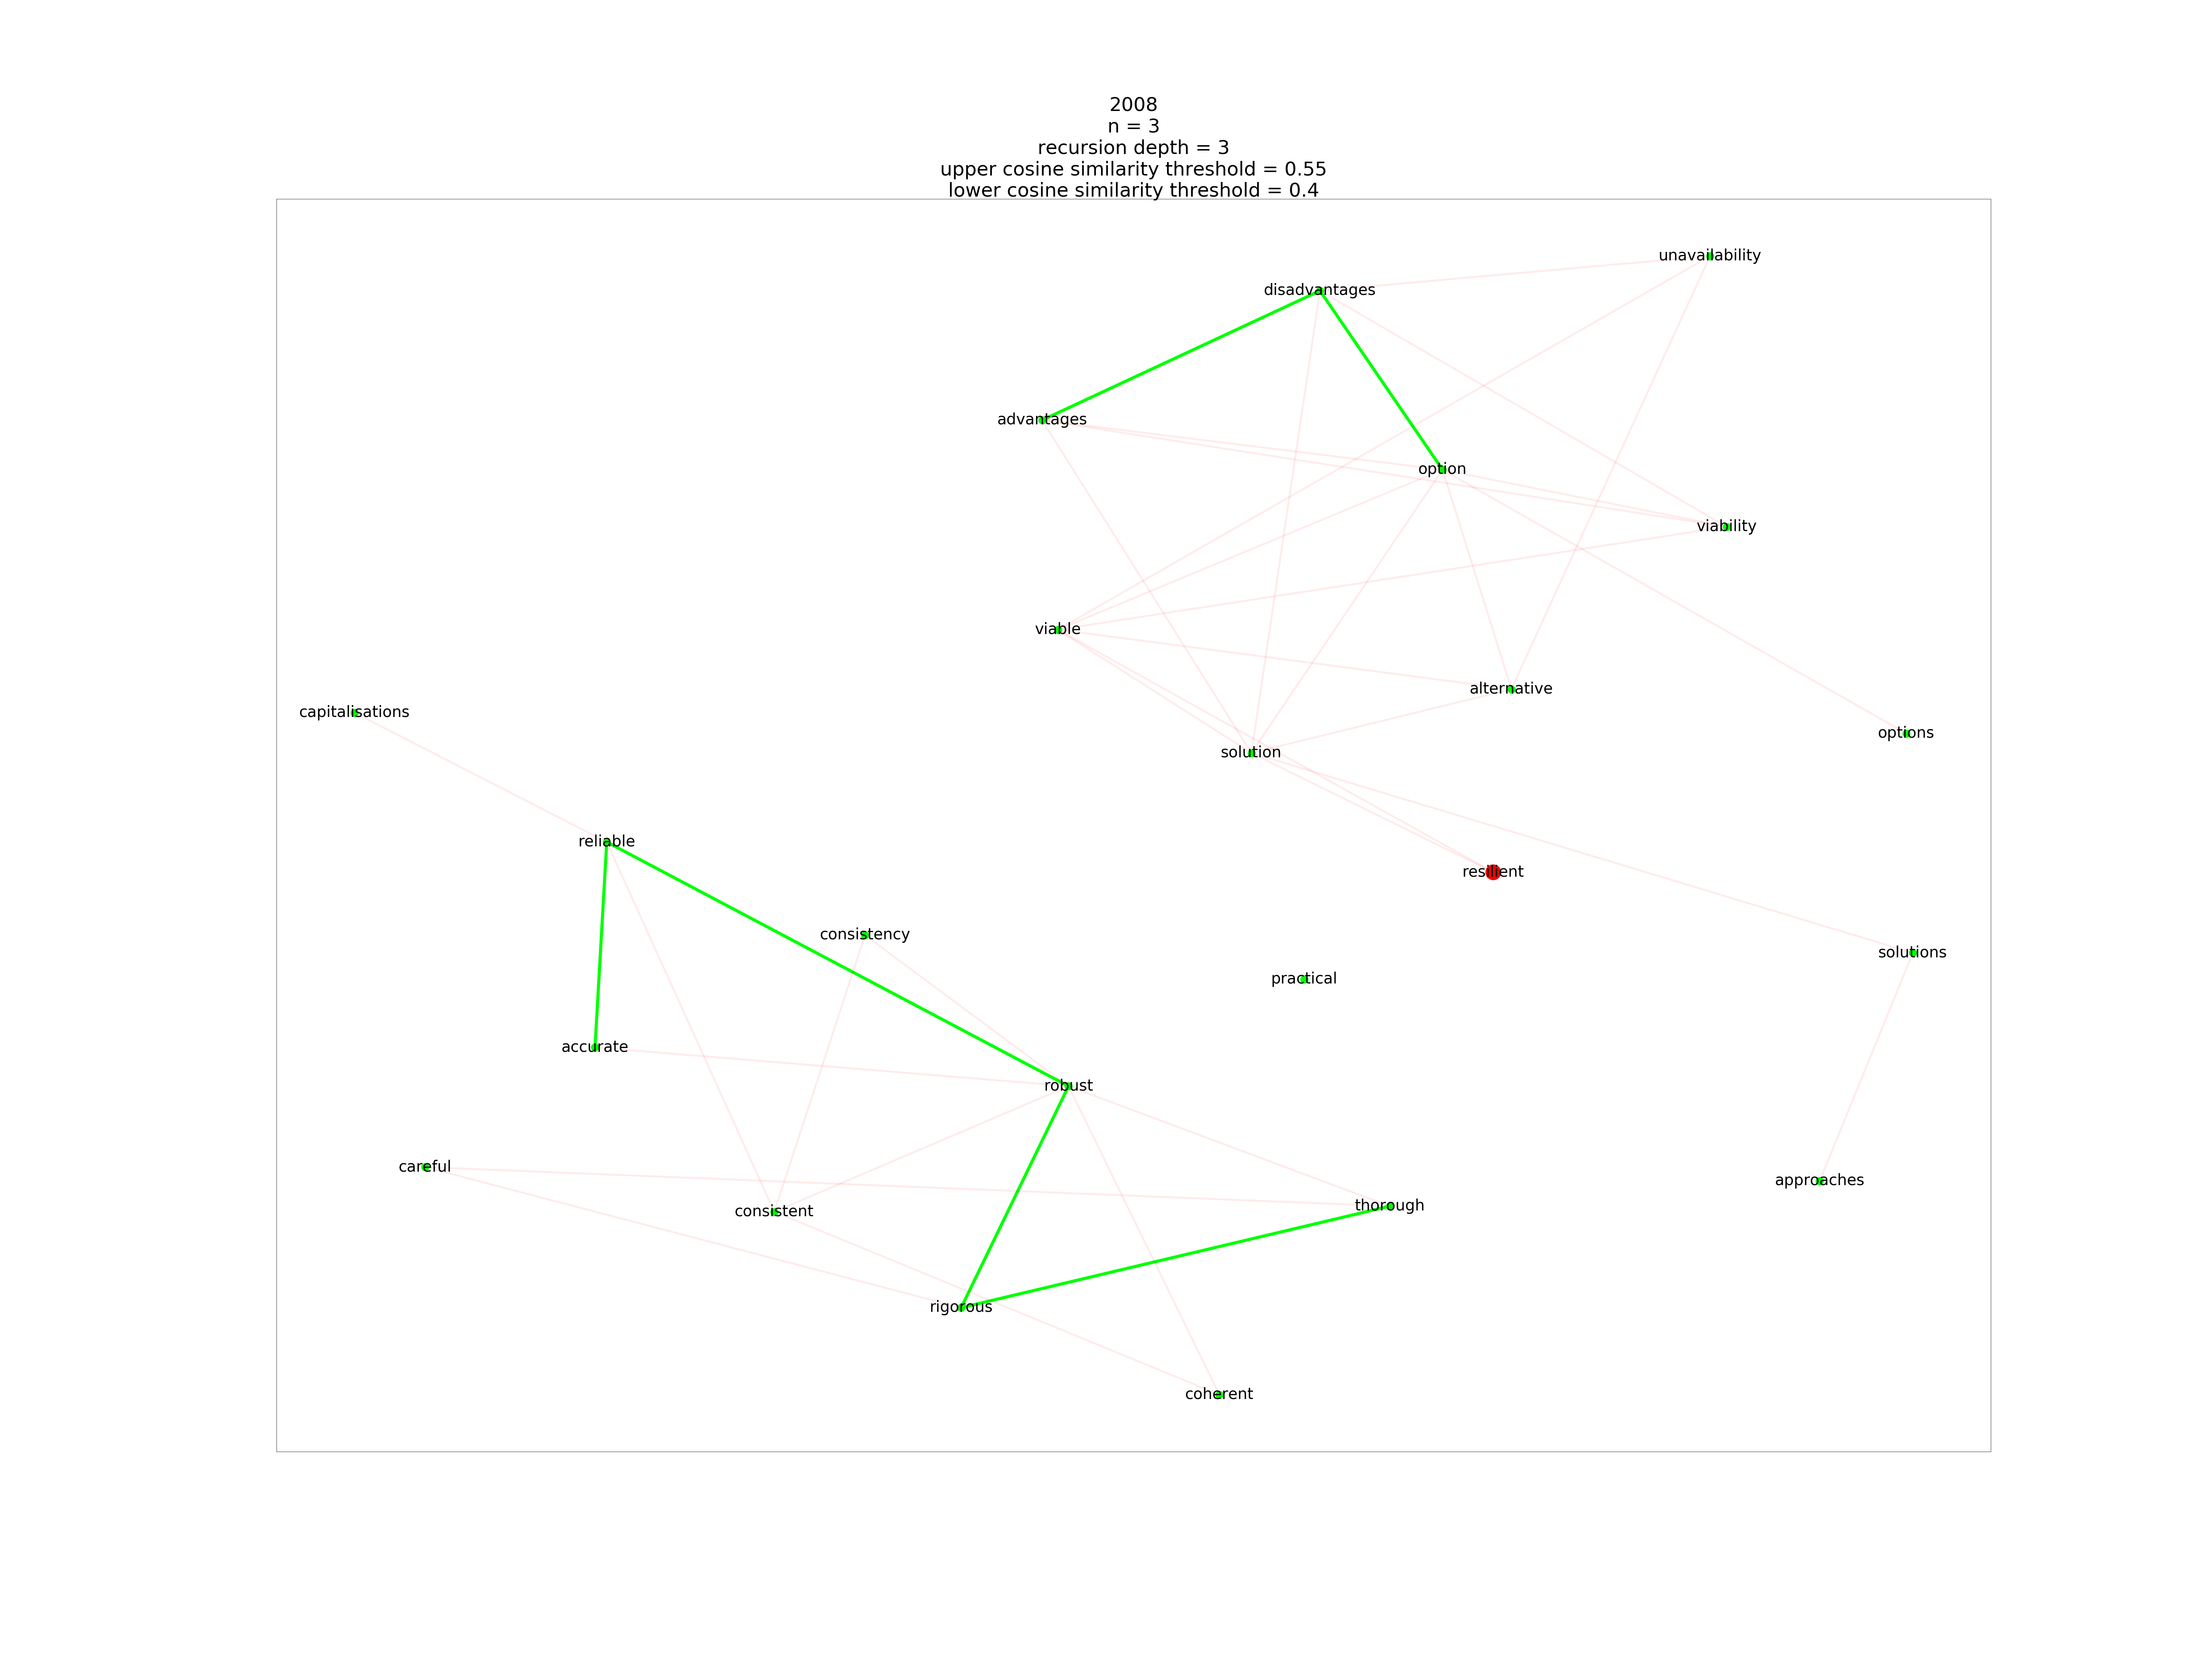 2008
n = 3
recursion depth = 3
upper cosine similarity threshold = 0.55
lower cosine similarity threshold = 0.4
unavailability
disadvantages
advantages
option
viability
viable
alternative
capitalisations
options
solution
reliable
resilient
consistency
solutions
practical
accurate
robust
careful
approaches
thorough
consistent
rigorous
coherent